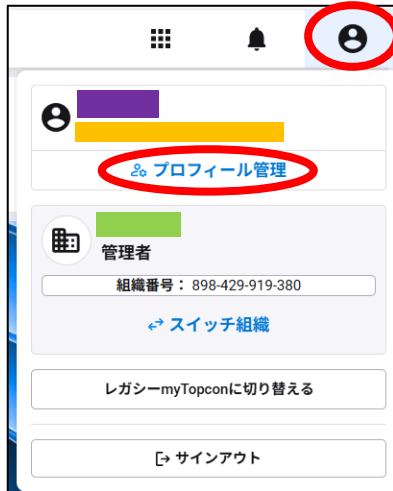 プロフィール管理
管理者
組織番号： 898-429-919-380
スイッチ組織
レガシーmyTopconに切り替える
サインアウト